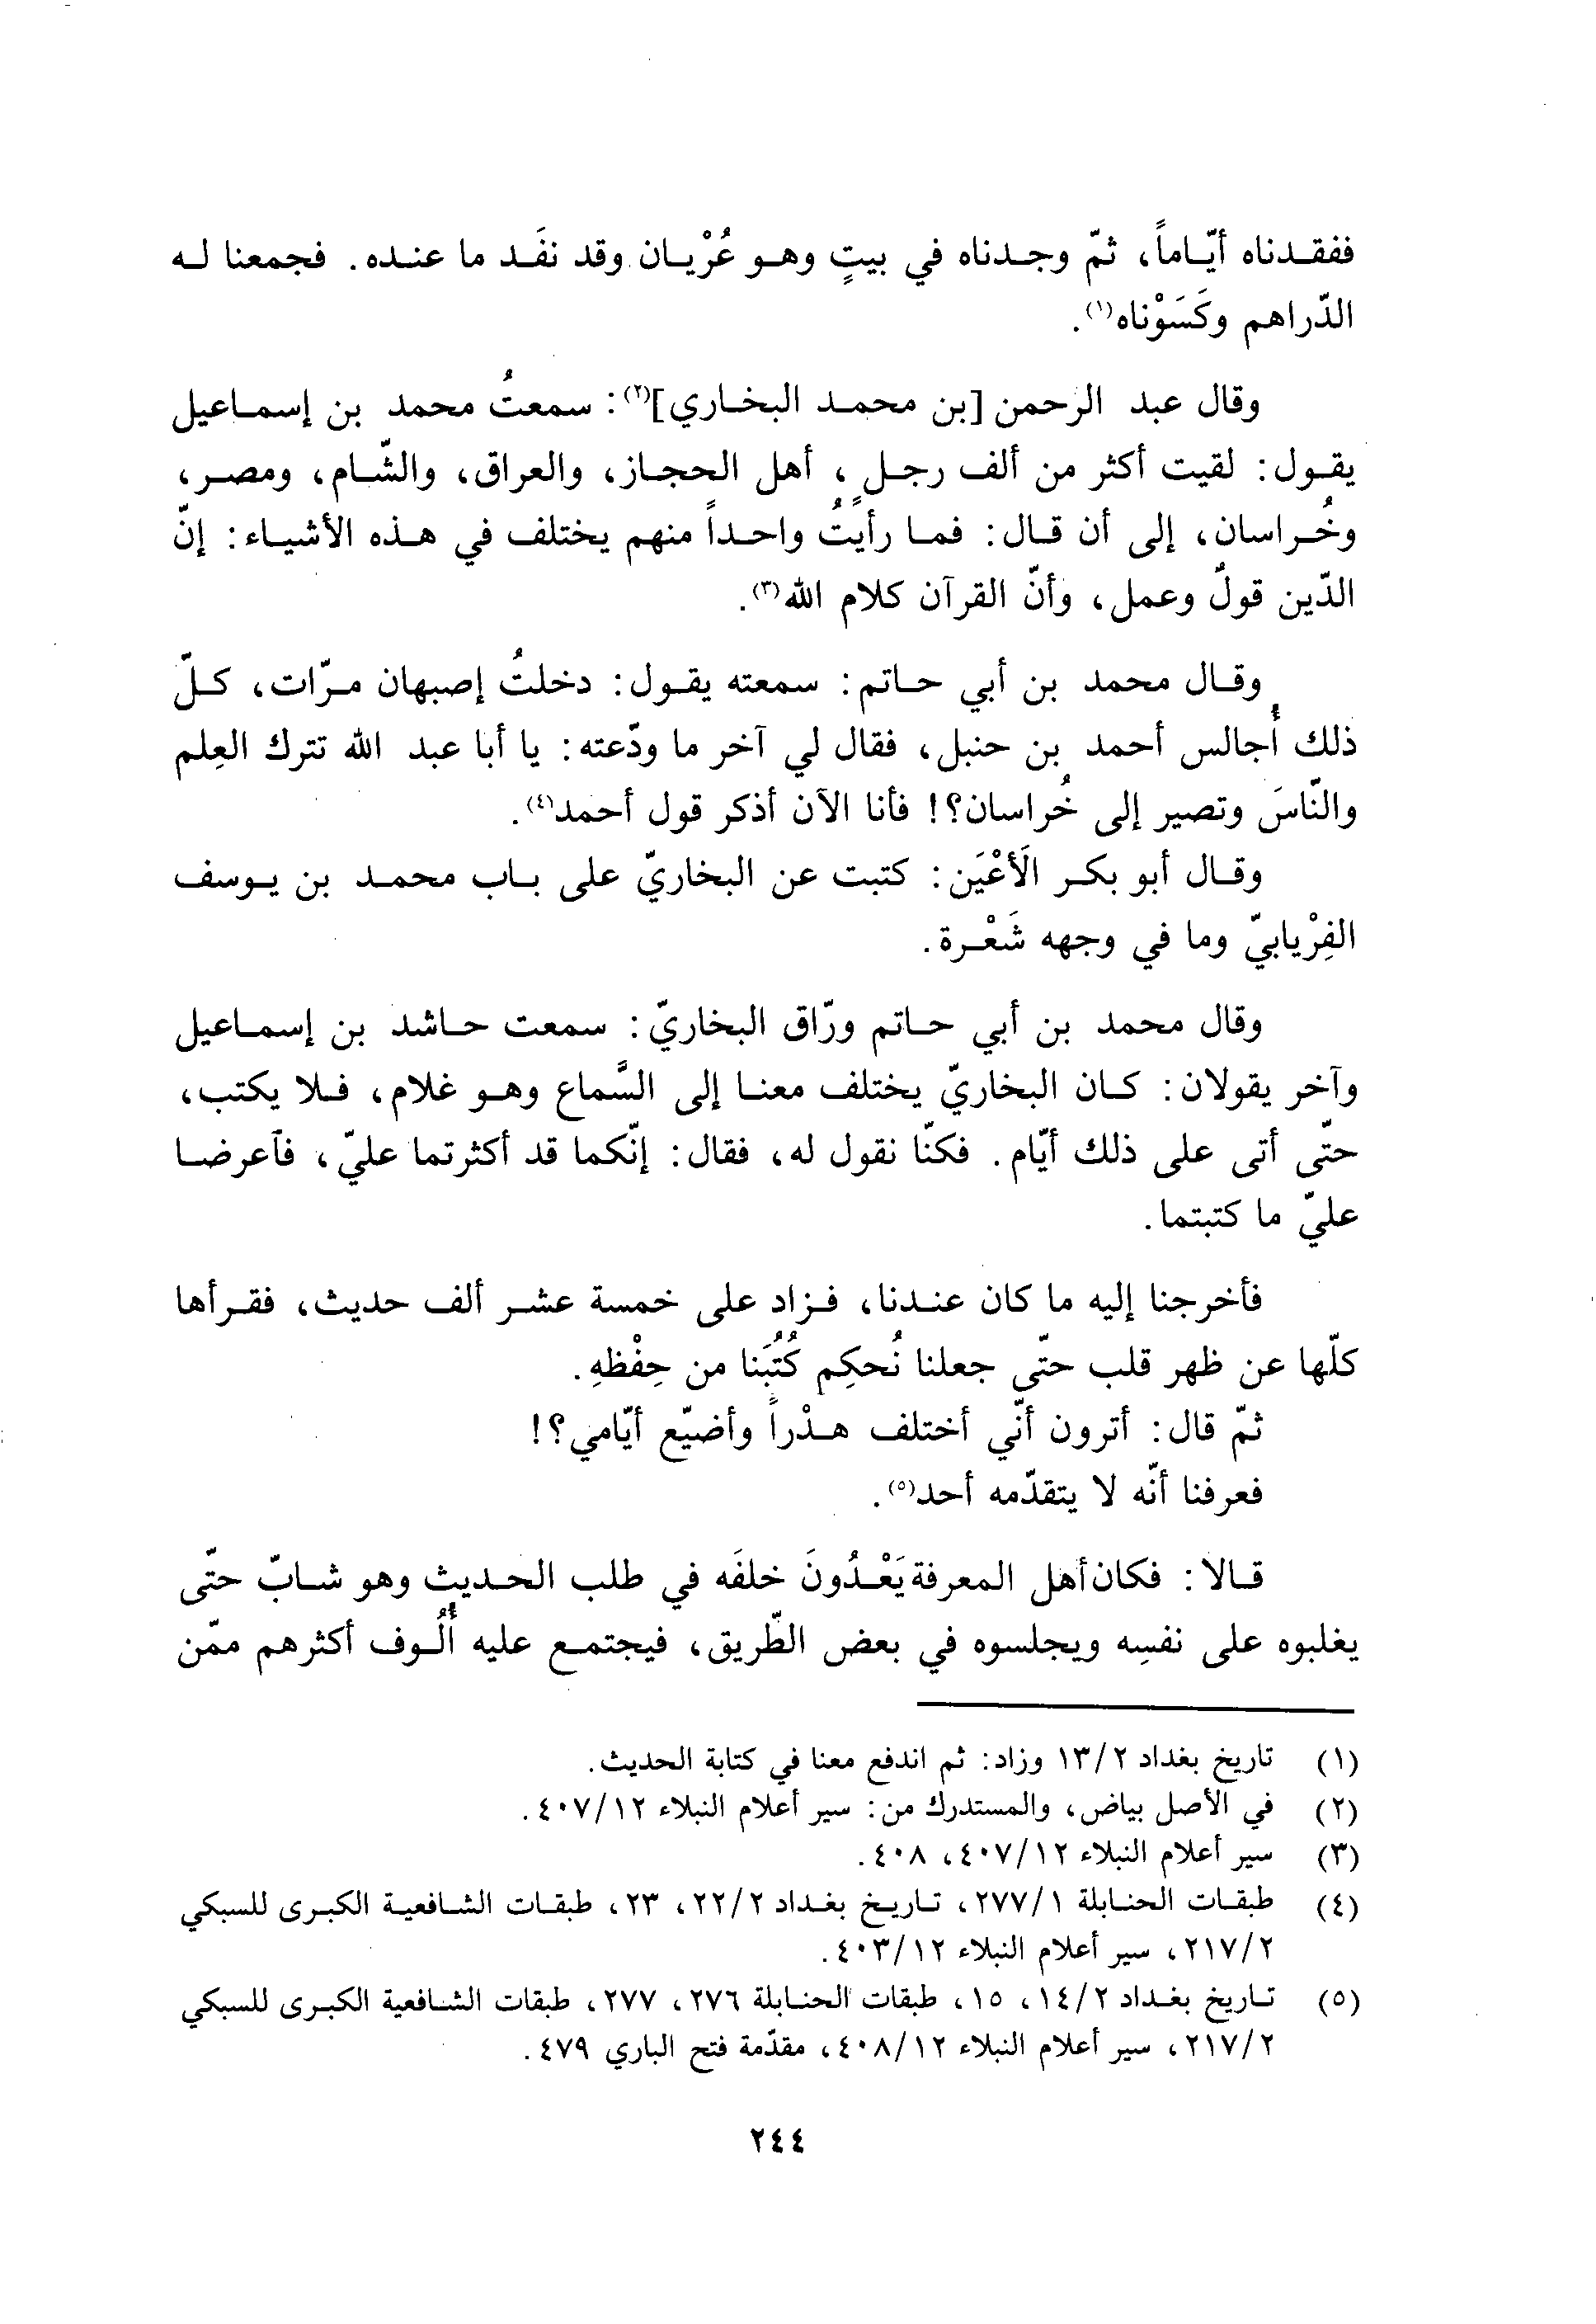 ففقدناه أيّاماً، ثمّ وجدناه في بيتٍ وهو عُرْيان وقد نفَد ما عنده. فجمعنا له
الدّراهم وكَسَوْناه(١).
وقال عبد الرحمن [بن محمد البخاري](٢): سمعتُ محمد بن إسماعيل
يقول: لقيت أكثر من ألف رجلٍ، أهل الحجاز، والعراق، والشّام، ومصر،
وخُراسان، إلى أن قال: فما رأيتُ واحداً منهم يختلف في هذه الأشياء: إنّ
الدّين قولٌ وعمل، وأنّ القرآن كلام الله(٣).
وقال محمد بن أبي حاتم: سمعته يقول: دخلتُ إصبهان مرّات، كلّ
ذلك أُجالس أحمد بن حنبل، فقال لي آخر ما ودّعته: يا أبا عبد الله تترك العِلم
والنّاسَ وتصير إلى خُراسان؟! فأنا الآن أذكر قول أحمد(٤).
وقال أبو بكر الَأعْيَن: كتبت عن البخاريّ على باب محمد بن يوسف
الفِرْيابيّ وما في وجهه شَعْرة.
وقال محمد بن أبي حاتم ورّاق البخاريّ: سمعت حاشد بن إسماعيل
وآخر يقولان: كان البخاريّ يختلف معنا إلى السَّماع وهو غلام، فلا يكتب،
حتّى أتى على ذلك أيّام. فكنّا نقول له، فقال: إنّكما قد أكثرتما عليّ، فآعرضا
عليّ ما كتبتما.
فأخرجنا إليه ما كان عندنا، فزاد على خمسة عشر ألف حديث، فقرأها
كلّها عن ظهر قلب حتّى جعلنا نُحكِم كُتُبَنا من حِفْظهِ.
ثمّ قال: أترون أنّي أختلف هذْراً وأضيّع أيّامي؟!
فعرفنا أنّه لا يتقدّمه أحد(٥).
قالا: فكان أهل المعرفة يَعْدُونَ خلفَه في طلب الحديث وهو شابّ حتّى
يغلبوه على نفسِه ويجلسوه في بعض الطّريق، فيجتمع عليه أُلُوف أكثرهم ممّن
(١) تاريخ بغداد ١٣/٢ وزاد: ثم اندفع معنا في كتابة الحديث.
(٢) في الأصل بياض، والمستدرك من: سير أعلام النبلاء ٤٠٧/١٢.
(٣) سير أعلام النبلاء ٤٠٧/١٢، ٤٠٨.
(٤) طبقات الحنابلة ٢٧٧/١، تاريخ بغداد ٢٢/٢، ٢٣، طبقات الشافعية الكبرى للسبكي
٢١٧/٢، سير أعلام النبلاء ٤٠٣/١٢.
(٥) تاريخ بغداد ١٤/٢، ١٥، طبقات الحنابلة ٢٧٦، ٢٧٧، طبقات الشافعية الكبرى للسبكي
٢١٧/٢، سير أعلام النبلاء ٤٠٨/١٢، مقدّمة فتح الباري ٤٧٩.
٢٤٤